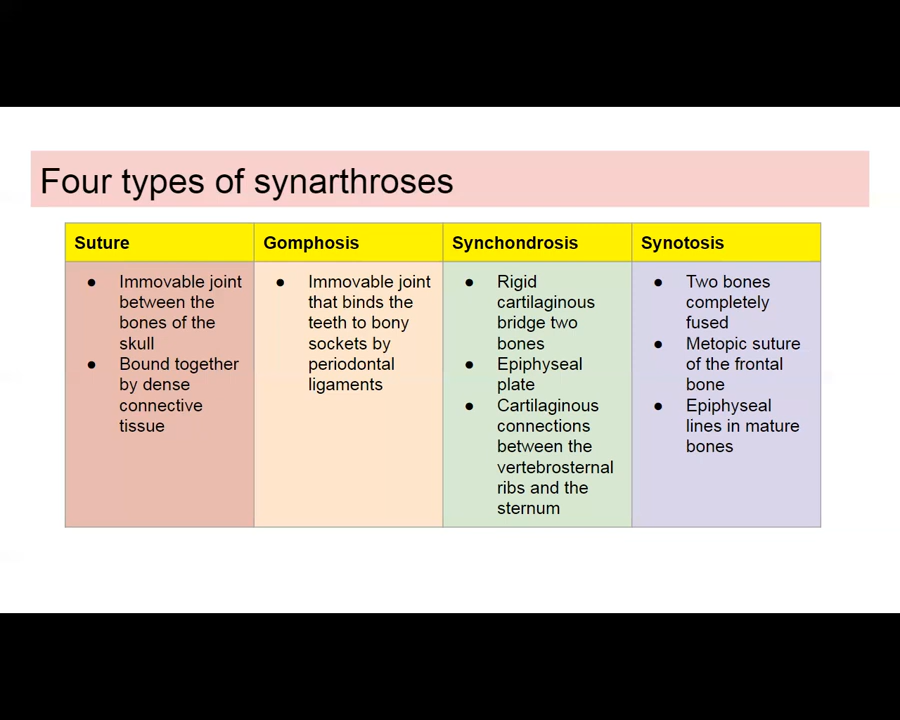 Four types of synarthroses
Suture
Immovable joint
between the
bones of the
skull
Bound together
by dense
connective
tissue
Gomphosis
Immovable joint
that binds the
teeth to bony
sockets by
periodontal
ligaments
Synchondrosis
Rigid
cartilaginous
bridge two
bones
Epiphyseal
plate
Cartilaginous
connections
between the
vertebrosternal
ribs and the
sternum
Synotosis
Two bones
completely
fused
Metopic suture
of the frontal
bone
Epiphyseal
lines in mature
bones